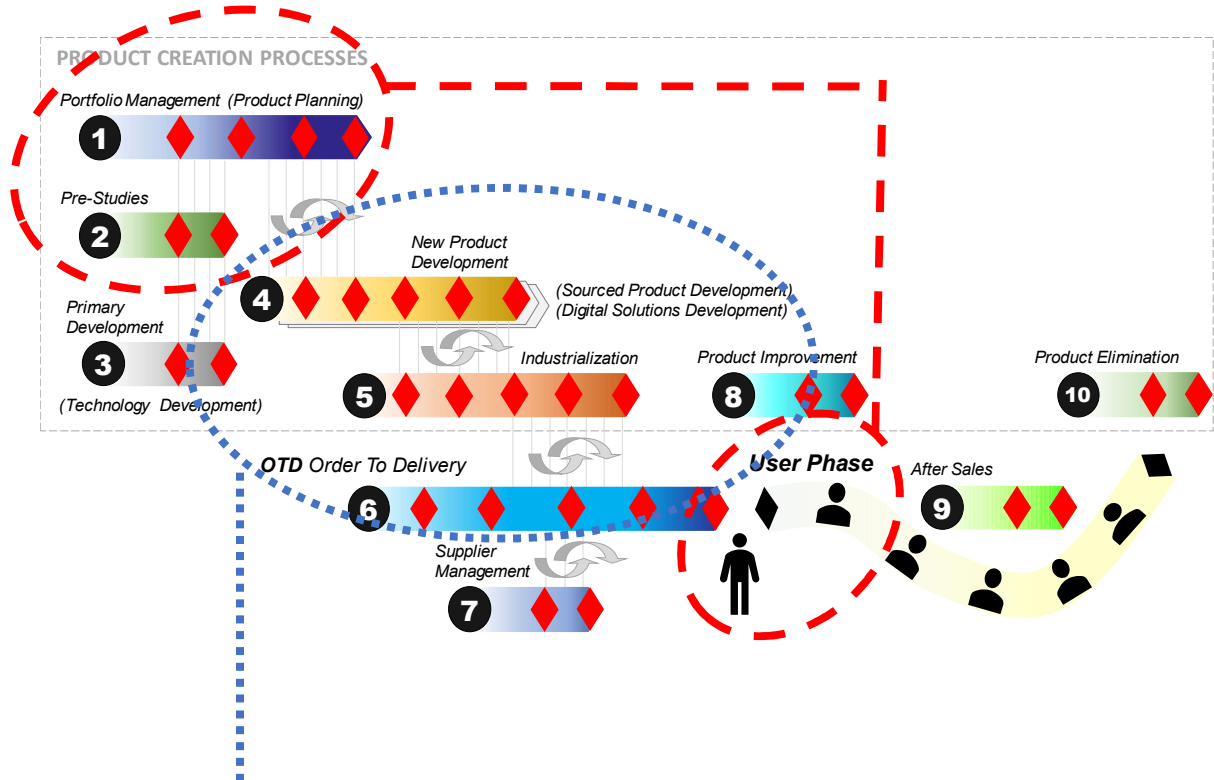 PRODUCT CREATION PROCESSES
Portfolio Management (Product Planning)
1
Pre-Studies
2
New Product
Development
4
(Sourced Product Development)
(Digital Solutions Development)
Primary
Development
3
(Technology Development)
Industrialization
5
Product Improvement
8
Product Elimination
10
OTD Order To Delivery
6
User Phase
After Sales
9
Supplier
Management
7